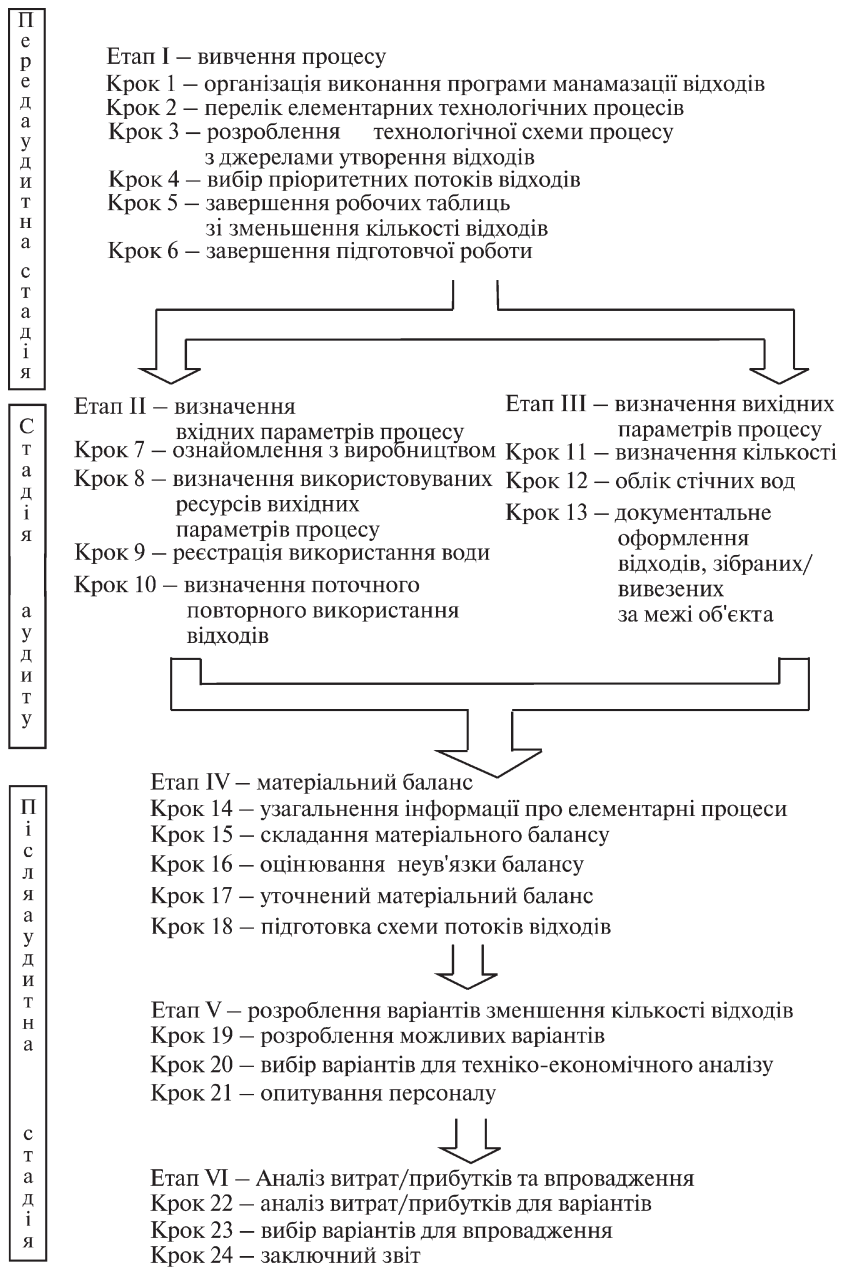 Передаудитна стадія
Етап I – вивчення процесу
Крок 1 – організація виконання програми манамазації відходів
Крок 2 – перелік елементарних технологічних процесів
Крок 3 – розроблення технологічної схеми процесу
з джерелами утворення відходів
Крок 4 – вибір пріоритетних потоків відходів
Крок 5 – завершення робочих таблиць
зі зменшення кількості відходів
Крок 6 – завершення підготовчої роботи
Стадія аудиту
Етап II – визначення
вхідних параметрів процесу
Крок 7 – ознайомлення з виробництвом
Крок 8 – визначення використовуваних
ресурсів вихідних
параметрів процесу
Крок 9 – реєстрація використання води
Крок 10 – визначення поточного
повторного використання
відходів
Етап III – визначення вихідних
параметрів процесу
Крок 11 – визначення кількості
Крок 12 – облік стічних вод
Крок 13 – документальне
оформлення
відходів, зібраних/
вивезених
за межі об'єкта
Післяаудитна стадія
Етап IV – матеріальний баланс
Крок 14 – узагальнення інформації про елементарні процеси
Крок 15 – складання матеріального балансу
Крок 16 – оцінювання неув'язки балансу
Крок 17 – уточнений матеріальний баланс
Крок 18 – підготовка схеми потоків відходів
Етап V – розроблення варіантів зменшення кількості відходів
Крок 19 – розроблення можливих варіантів
Крок 20 – вибір варіантів для техніко-економічного аналізу
Крок 21 – опитування персоналу
Етап VI – Аналіз витрат/прибутків та впровадження
Крок 22 – аналіз витрат/прибутків для варіантів
Крок 23 – вибір варіантів для впровадження
Крок 24 – заключний звіт